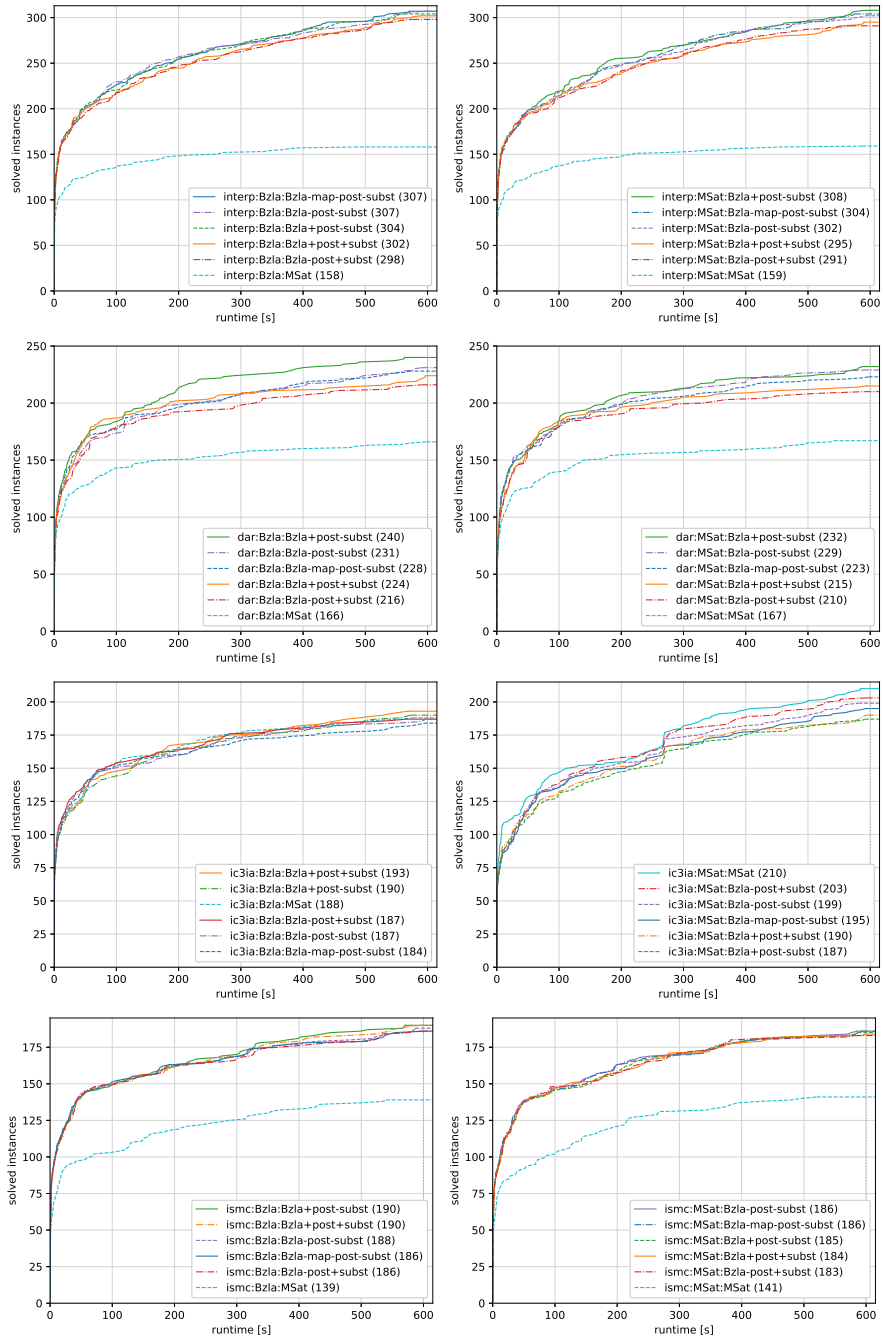 300
250
200
150
100
50
0
solved instances
0 100 200 300 400 500 600
runtime [s]
interp:Bzla:Bzla-map-post-subst (307)
interp:Bzla:Bzla-post-subst (307)
interp:Bzla:Bzla+post-subst (304)
interp:Bzla:Bzla+post+subst (302)
interp:Bzla:Bzla-post+subst (298)
interp:Bzla:MSat (158)
300
250
200
150
100
50
0
solved instances
0 100 200 300 400 500 600
runtime [s]
interp:MSat:Bzla+post-subst (308)
interp:MSat:Bzla-map-post-subst (304)
interp:MSat:Bzla-post-subst (302)
interp:MSat:Bzla+post+subst (295)
interp:MSat:Bzla-post+subst (291)
interp:MSat:MSat (159)
250
200
150
100
50
0
solved instances
0 100 200 300 400 500 600
runtime [s]
dar:Bzla:Bzla+post-subst (240)
dar:Bzla:Bzla-post-subst (231)
dar:Bzla:Bzla-map-post-subst (228)
dar:Bzla:Bzla+post+subst (224)
dar:Bzla:Bzla-post+subst (216)
dar:Bzla:MSat (166)
250
200
150
100
50
0
solved instances
0 100 200 300 400 500 600
runtime [s]
dar:MSat:Bzla+post-subst (232)
dar:MSat:Bzla-post-subst (229)
dar:MSat:Bzla-map-post-subst (223)
dar:MSat:Bzla+post+subst (215)
dar:MSat:Bzla-post+subst (210)
dar:MSat:MSat (167)
200
175
150
125
100
75
50
25
0
solved instances
0 100 200 300 400 500 600
runtime [s]
ic3ia:Bzla:Bzla+post+subst (193)
ic3ia:Bzla:Bzla+post-subst (190)
ic3ia:Bzla:MSat (188)
ic3ia:Bzla:Bzla-post+subst (187)
ic3ia:Bzla:Bzla-post-subst (187)
ic3ia:Bzla:Bzla-map-post-subst (184)
200
175
150
125
100
75
50
25
0
solved instances
0 100 200 300 400 500 600
runtime [s]
ic3ia:MSat:MSat (210)
ic3ia:MSat:Bzla-post+subst (203)
ic3ia:MSat:Bzla-post-subst (199)
ic3ia:MSat:Bzla-map-post-subst (195)
ic3ia:MSat:Bzla+post+subst (190)
ic3ia:MSat:Bzla+post-subst (187)
175
150
125
100
75
50
25
0
solved instances
0 100 200 300 400 500 600
runtime [s]
ismc:Bzla:Bzla+post-subst (190)
ismc:Bzla:Bzla+post+subst (190)
ismc:Bzla:Bzla-post-subst (188)
ismc:Bzla:Bzla-map-post-subst (186)
ismc:Bzla:Bzla-post+subst (186)
ismc:Bzla:MSat (139)
175
150
125
100
75
50
25
0
solved instances
0 100 200 300 400 500 600
runtime [s]
ismc:MSat:Bzla-post-subst (186)
ismc:MSat:Bzla-map-post-subst (186)
ismc:MSat:Bzla+post-subst (185)
ismc:MSat:Bzla+post+subst (184)
ismc:MSat:Bzla-post+subst (183)
ismc:MSat:MSat (141)